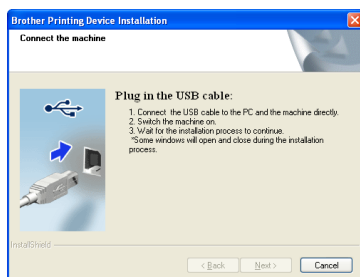 Brother Printing Device Installation
Connect the machine
Plug in the USB cable:
1. Connect the USB cable to the PC and the machine directly.
2. Switch the machine on.
3. Wait for the installation process to continue.
*Some windows will open and close during the installation
process.
InstallShield
< Back Next > Cancel